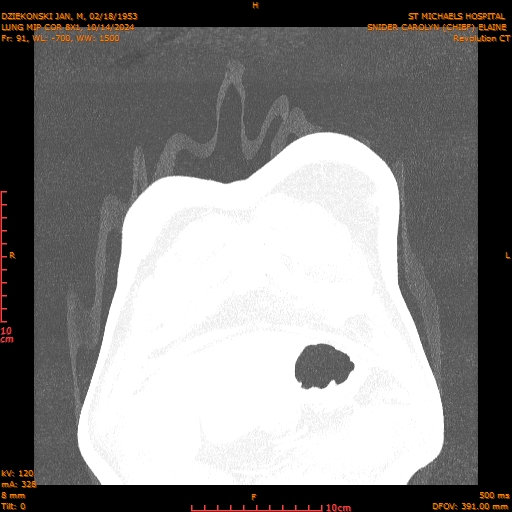 H
DZIEKONSKI JAN, M, 02/18/1953
ST MICHAELS HOSPITAL
LUNG MIP COR 8X1, 10/14/2024
SNIDER CAROLYN (CHIEF) ELAINE
Fr: 91, WL: -700, WW: 1500
Revolution CT
R
L
10
cm
kV: 120
mA: 328
8 mm
Tilt: 0
F
10cm
500 ms
DFOV: 391.00 mm